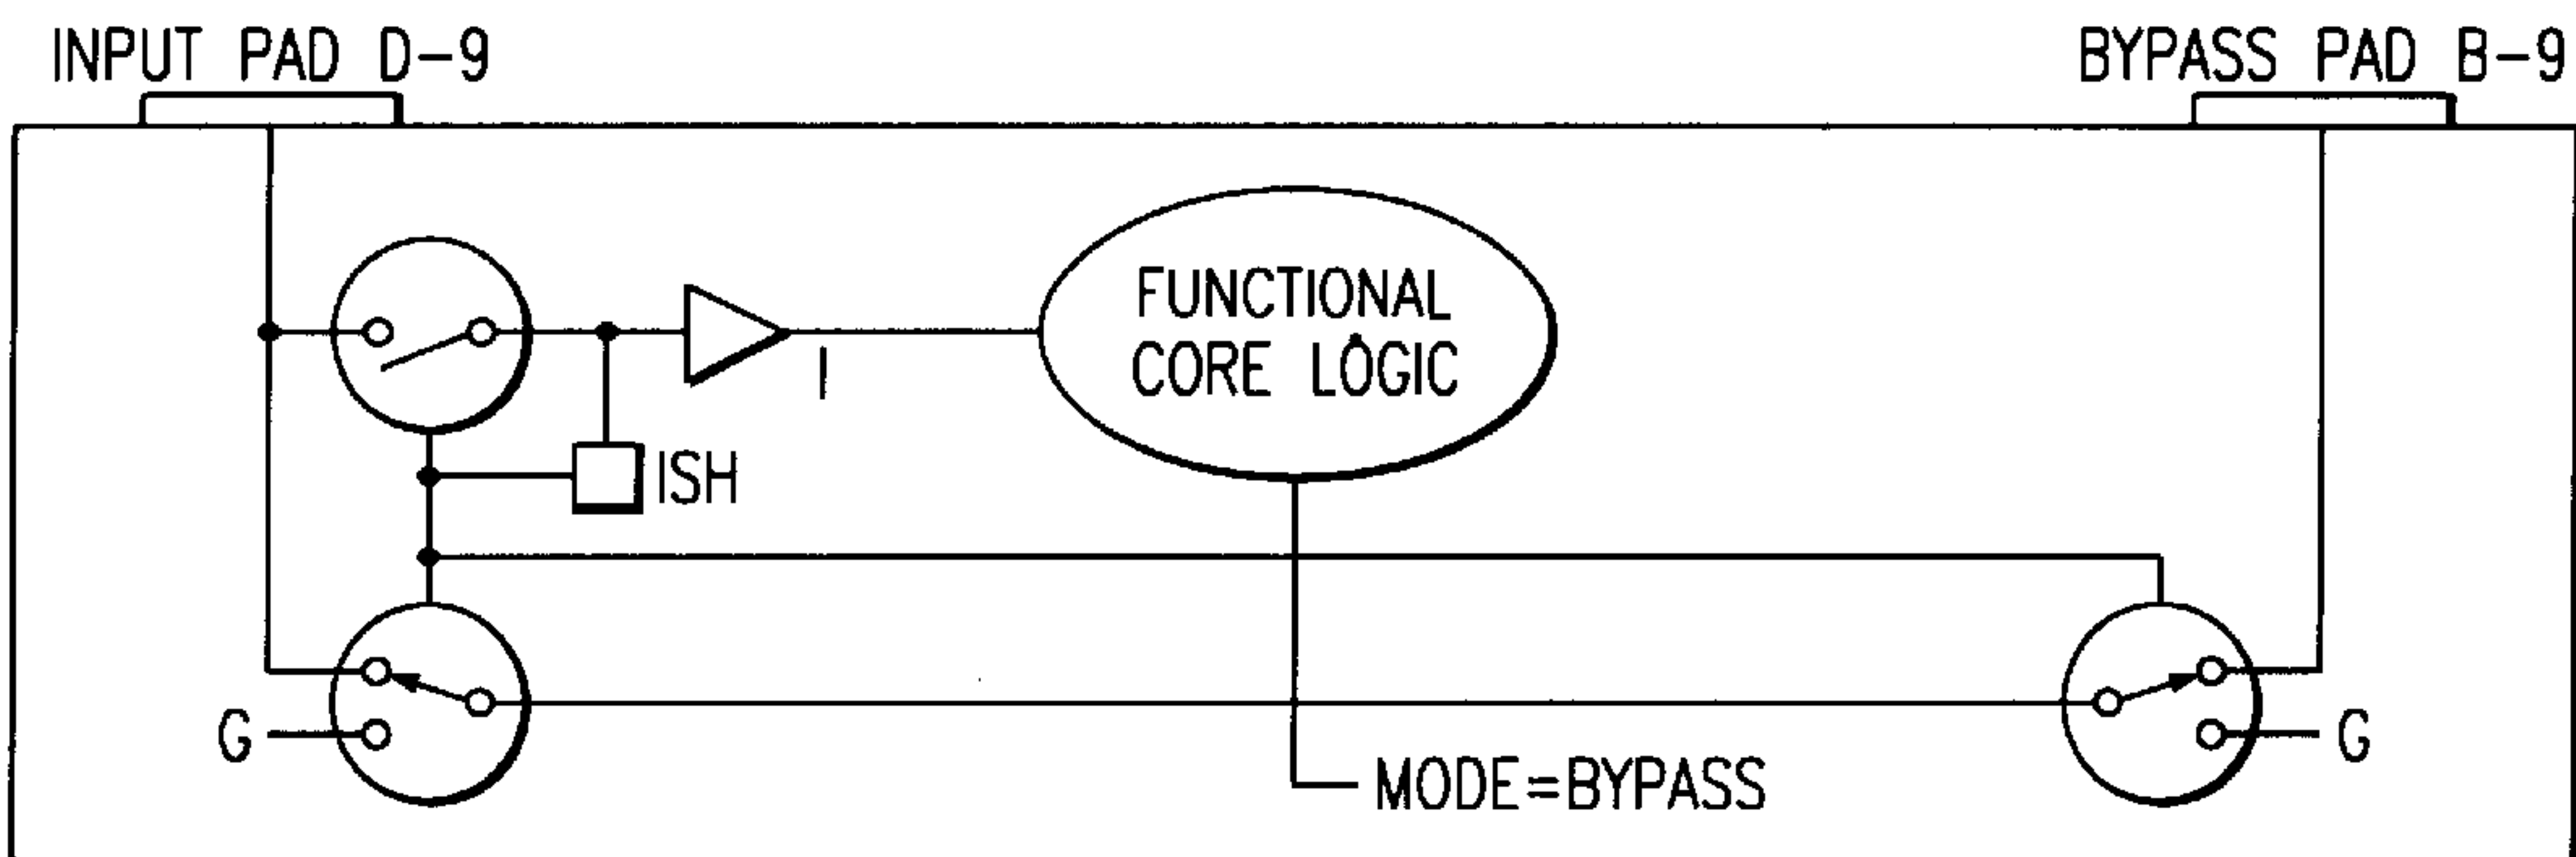 INPUT PAD D-9
BYPASS PAD B-9
FUNCTIONAL
CORE LOGIC
I
ISH
G
G
MODE=BYPASS